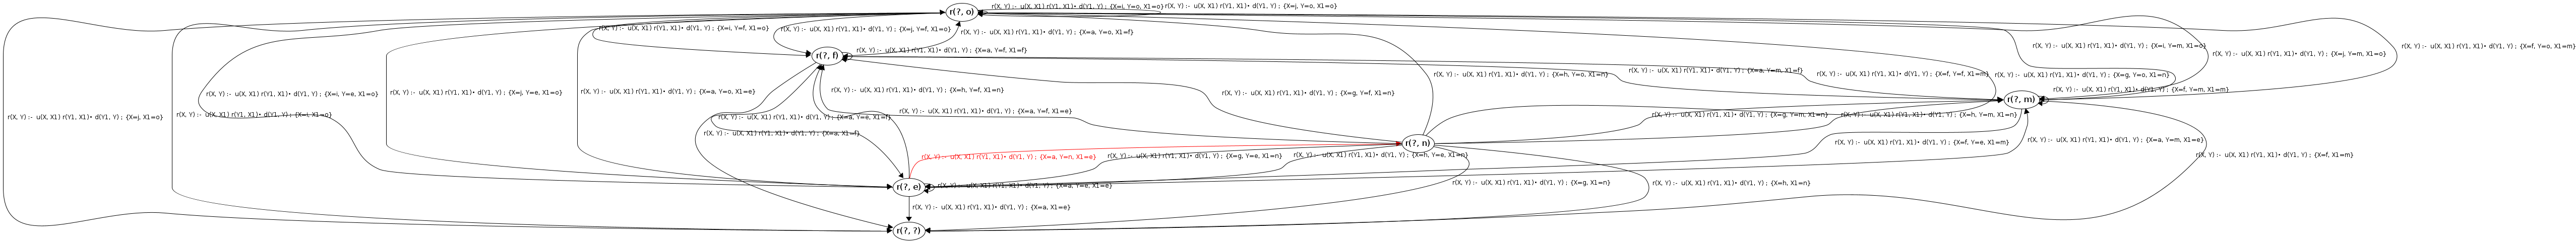 r(?, o)
r(X, Y) :- u(X, X1) r(Y1, X1)• d(Y1, Y) ; {X=i, Y=o, X1=o}
r(X, Y) :- u(X, X1) r(Y1, X1)• d(Y1, Y) ; {X=j, Y=o, X1=o}
r(X, Y) :- u(X, X1) r(Y1, X1)• d(Y1, Y) ; {X=i, Y=f, X1=o}
r(X, Y) :- u(X, X1) r(Y1, X1)• d(Y1, Y) ; {X=j, Y=f, X1=o}
r(X, Y) :- u(X, X1) r(Y1, X1)• d(Y1, Y) ; {X=a, Y=o, X1=f}
r(X, Y) :- u(X, X1) r(Y1, X1)• d(Y1, Y) ; {X=i, Y=m, X1=o}
r(X, Y) :- u(X, X1) r(Y1, X1)• d(Y1, Y) ; {X=f, Y=o, X1=m}
r(?, f)
r(X, Y) :- u(X, X1) r(Y1, X1)• d(Y1, Y) ; {X=a, Y=f, X1=f}
r(X, Y) :- u(X, X1) r(Y1, X1)• d(Y1, Y) ; {X=j, Y=m, X1=o}
r(X, Y) :- u(X, X1) r(Y1, X1)• d(Y1, Y) ; {X=h, Y=o, X1=n}
r(X, Y) :- u(X, X1) r(Y1, X1)• d(Y1, Y) ; {X=a, Y=m, X1=f}
r(X, Y) :- u(X, X1) r(Y1, X1)• d(Y1, Y) ; {X=f, Y=f, X1=m}
r(X, Y) :- u(X, X1) r(Y1, X1)• d(Y1, Y) ; {X=g, Y=o, X1=n}
r(X, Y) :- u(X, X1) r(Y1, X1)• d(Y1, Y) ; {X=i, Y=e, X1=o}
r(X, Y) :- u(X, X1) r(Y1, X1)• d(Y1, Y) ; {X=j, Y=e, X1=o}
r(X, Y) :- u(X, X1) r(Y1, X1)• d(Y1, Y) ; {X=a, Y=o, X1=e}
r(X, Y) :- u(X, X1) r(Y1, X1)• d(Y1, Y) ; {X=h, Y=f, X1=n}
r(X, Y) :- u(X, X1) r(Y1, X1)• d(Y1, Y) ; {X=g, Y=f, X1=n}
r(X, Y) :- u(X, X1) r(Y1, X1)• d(Y1, Y) ; {X=f, Y=m, X1=m}
r(?, m)
r(X, Y) :- u(X, X1) r(Y1, X1)• d(Y1, Y) ; {X=j, X1=o}
r(X, Y) :- u(X, X1) r(Y1, X1)• d(Y1, Y) ; {X=i, X1=o}
r(X, Y) :- u(X, X1) r(Y1, X1)• d(Y1, Y) ; {X=a, Y=e, X1=f}
r(X, Y) :- u(X, X1) r(Y1, X1)• d(Y1, Y) ; {X=a, Y=f, X1=e}
r(X, Y) :- u(X, X1) r(Y1, X1)• d(Y1, Y) ; {X=g, Y=m, X1=n}
r(X, Y) :- u(X, X1) r(Y1, X1)• d(Y1, Y) ; {X=h, Y=m, X1=n}
r(X, Y) :- u(X, X1) r(Y1, X1)• d(Y1, Y) ; {X=a, X1=f}
r(?, n)
r(X, Y) :- u(X, X1) r(Y1, X1)• d(Y1, Y) ; {X=f, Y=e, X1=m}
r(X, Y) :- u(X, X1) r(Y1, X1)• d(Y1, Y) ; {X=a, Y=m, X1=e}
r(X, Y) :- u(X, X1) r(Y1, X1)• d(Y1, Y) ; {X=a, Y=n, X1=e}
r(X, Y) :- u(X, X1) r(Y1, X1)• d(Y1, Y) ; {X=g, Y=e, X1=n}
r(X, Y) :- u(X, X1) r(Y1, X1)• d(Y1, Y) ; {X=h, Y=e, X1=n}
r(X, Y) :- u(X, X1) r(Y1, X1)• d(Y1, Y) ; {X=f, X1=m}
r(?, e)
r(X, Y) :- u(X, X1) r(Y1, X1)• d(Y1, Y) ; {X=a, Y=e, X1=e}
r(X, Y) :- u(X, X1) r(Y1, X1)• d(Y1, Y) ; {X=g, X1=n}
r(X, Y) :- u(X, X1) r(Y1, X1)• d(Y1, Y) ; {X=h, X1=n}
r(X, Y) :- u(X, X1) r(Y1, X1)• d(Y1, Y) ; {X=a, X1=e}
r(?, ?)